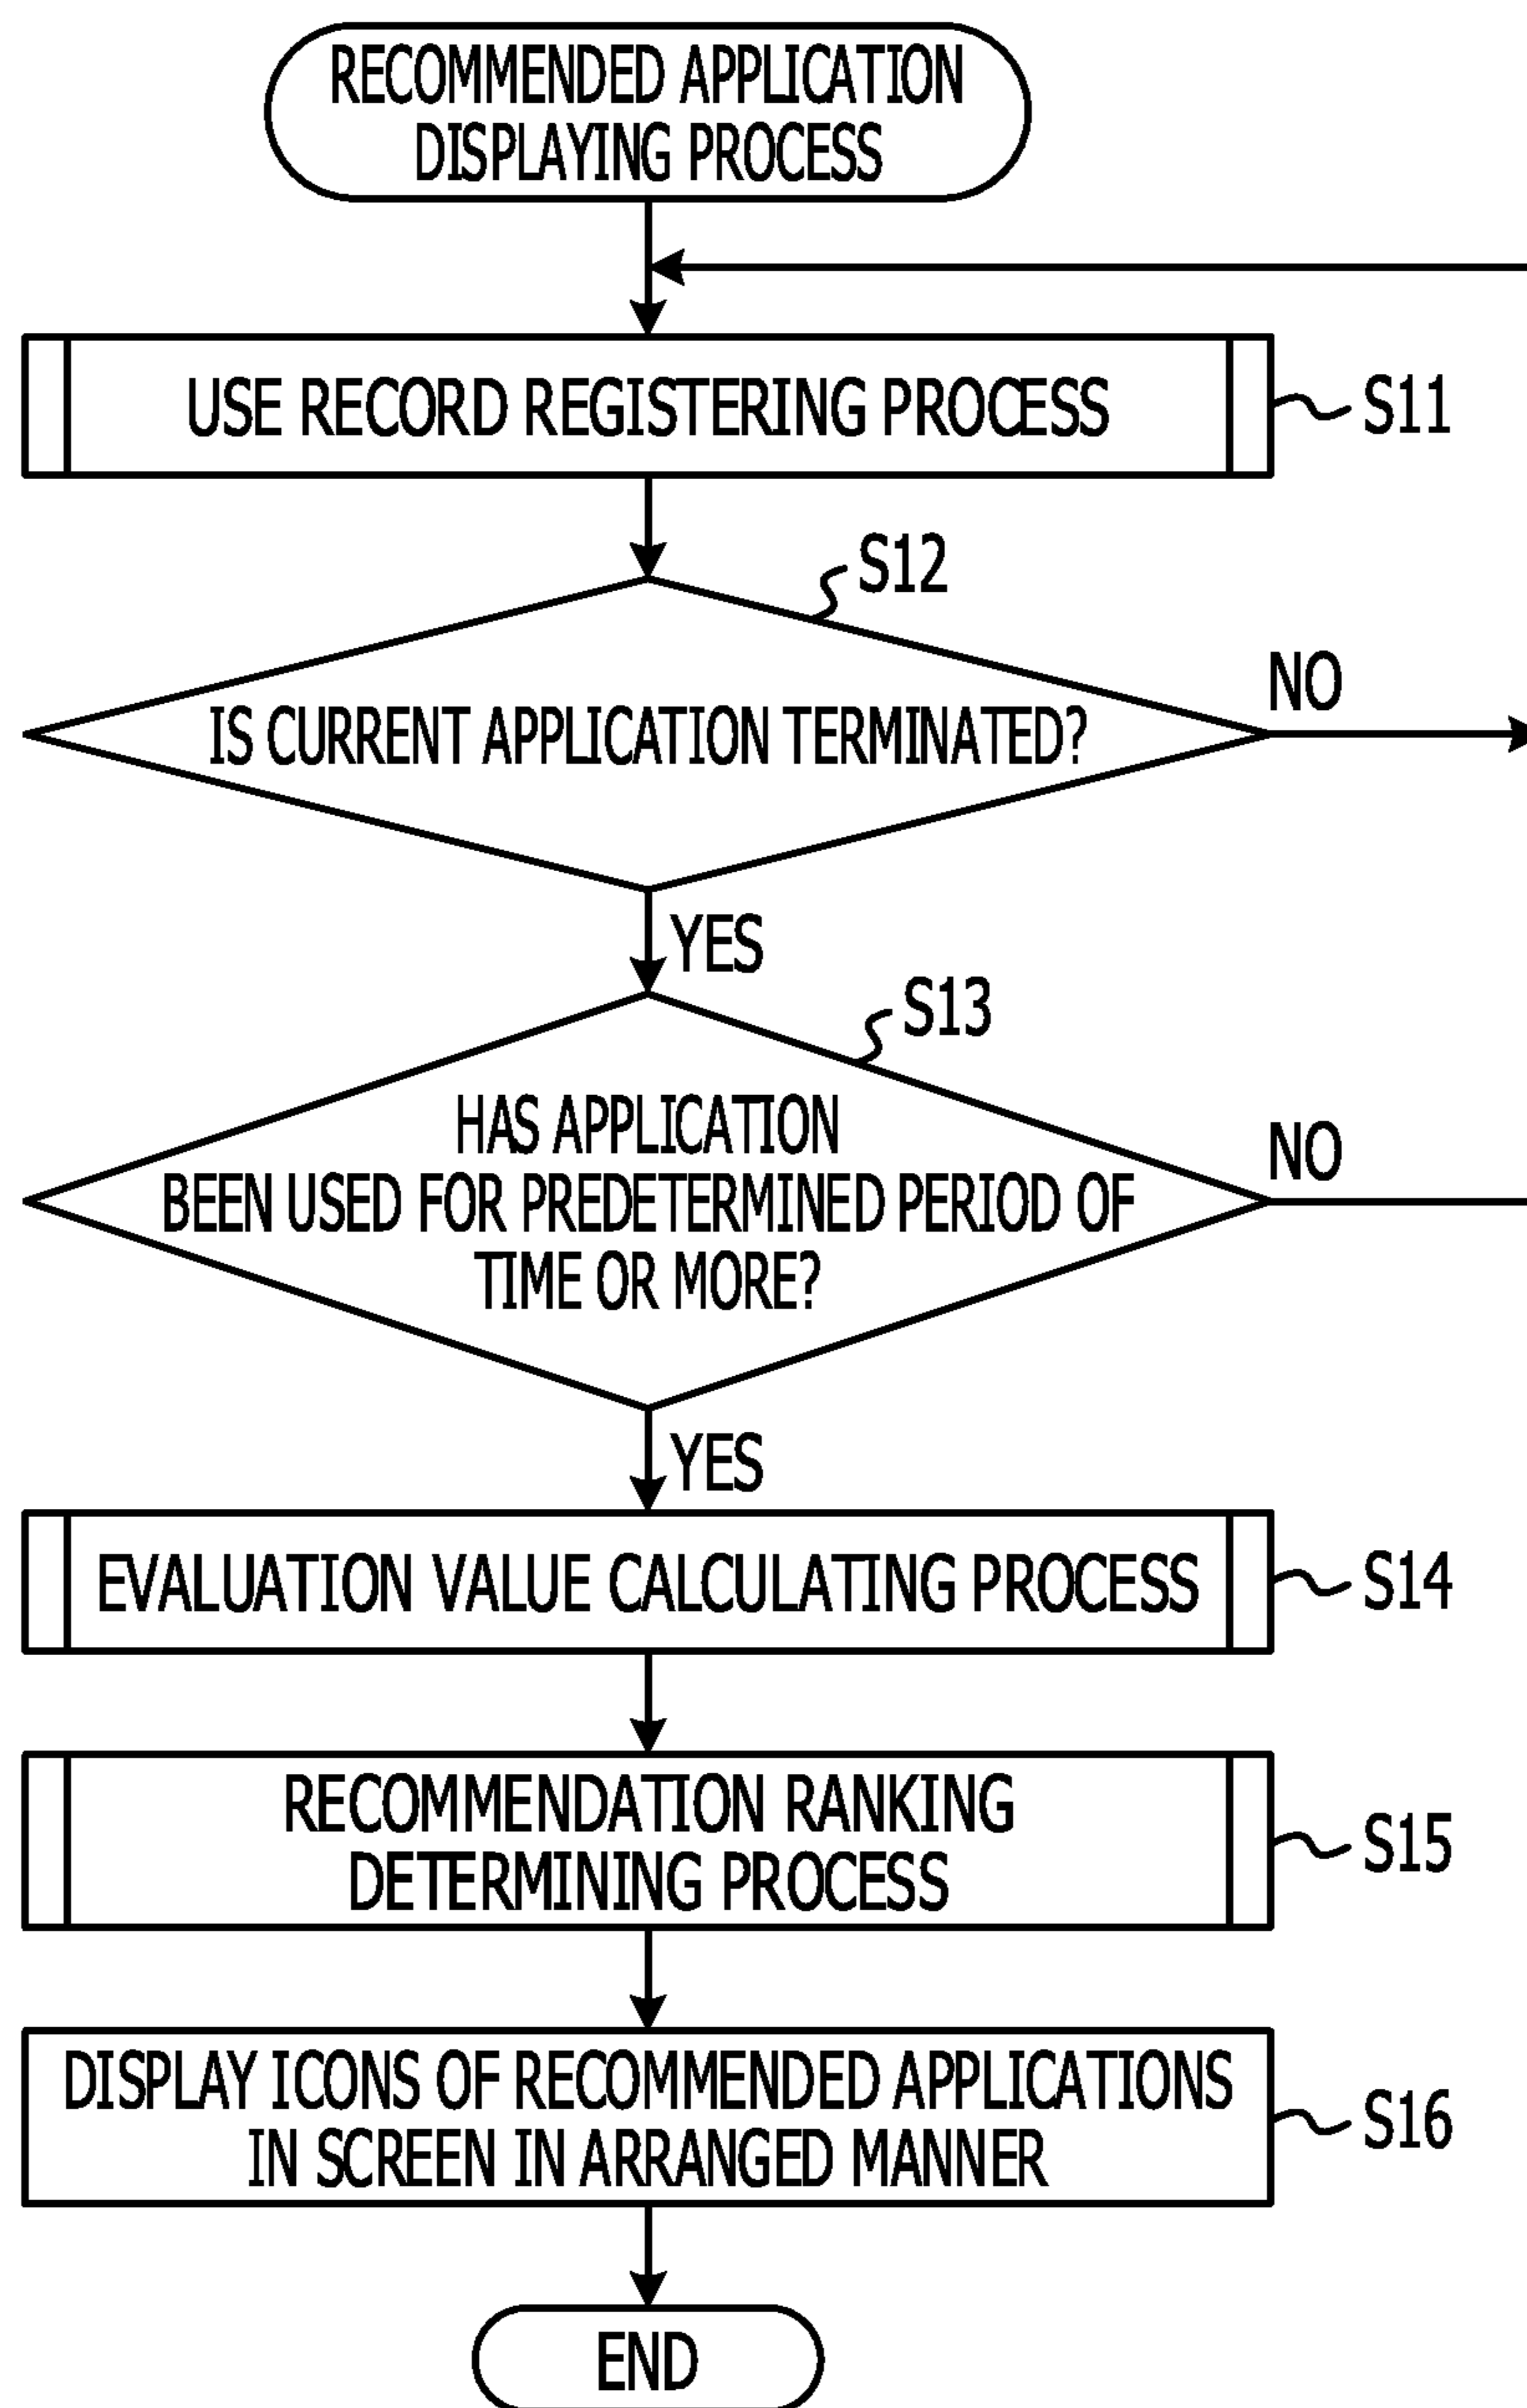 RECOMMENDED APPLICATION
DISPLAYING PROCESS
USE RECORD REGISTERING PROCESS
S11
S12
IS CURRENT APPLICATION TERMINATED?
NO
YES
S13
HAS APPLICATION
BEEN USED FOR PREDETERMINED PERIOD OF
TIME OR MORE?
NO
YES
EVALUATION VALUE CALCULATING PROCESS
S14
RECOMMENDATION RANKING
DETERMINING PROCESS
S15
DISPLAY ICONS OF RECOMMENDED APPLICATIONS
IN SCREEN IN ARRANGED MANNER
S16
END